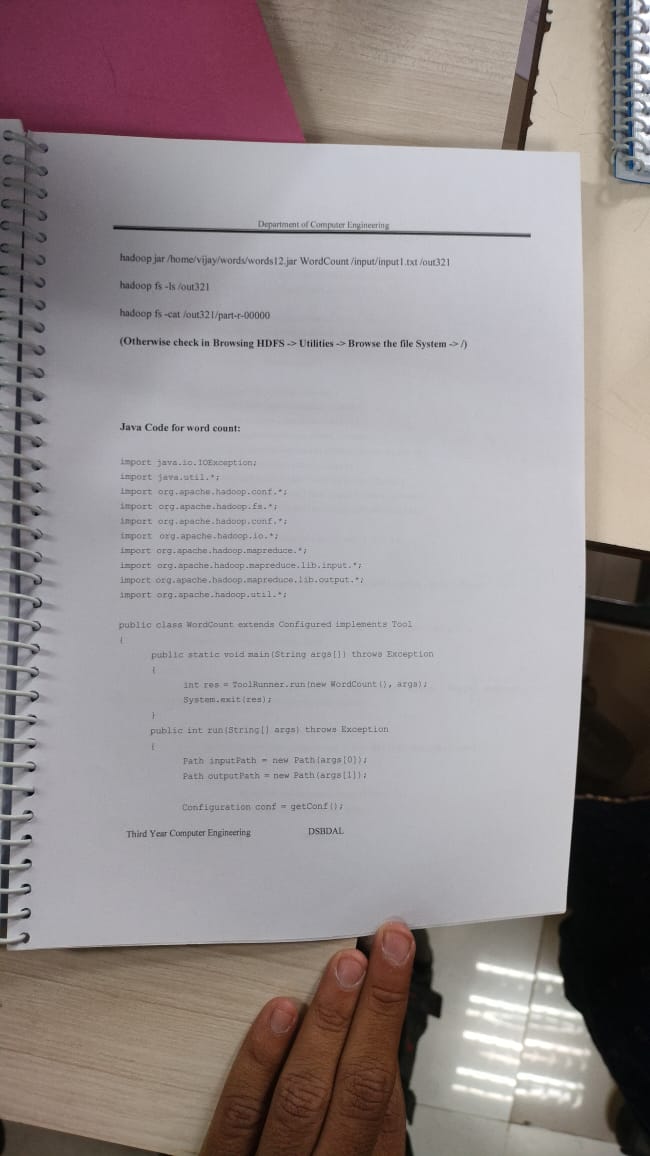 Department of Computer Engineering
hadoop jar /home/vijay/words/words12.jar WordCount /input/input1.txt /out321
hadoop fs -ls /out321
hadoop fs -cat /out321/part-r-00000
(Otherwise check in Browsing HDFS -> Utilities -> Browse the file System -> /)
Java Code for word count:
import java.io.IOException;
import java.util.*;
import org.apache.hadoop.conf.*;
import org.apache.hadoop.fs.*;
import org.apache.hadoop.conf.*;
import org.apache.hadoop.io.*;
import org.apache.hadoop.mapreduce.*;
import org.apache.hadoop.mapreduce.lib.input.*;
import org.apache.hadoop.mapreduce.lib.output.*;
import org.apache.hadoop.util.*;
public class WordCount extends Configured implements Tool
{
public static void main(String args[]) throws Exception
{
int res = ToolRunner.run(new WordCount(), args);
System.exit(res);
}
public int run(String[] args) throws Exception
{
Path inputPath = new Path(args[0]);
Path outputPath = new Path(args[1]);
Configuration conf = getConf();
Third Year Computer Engineering DSBDAL